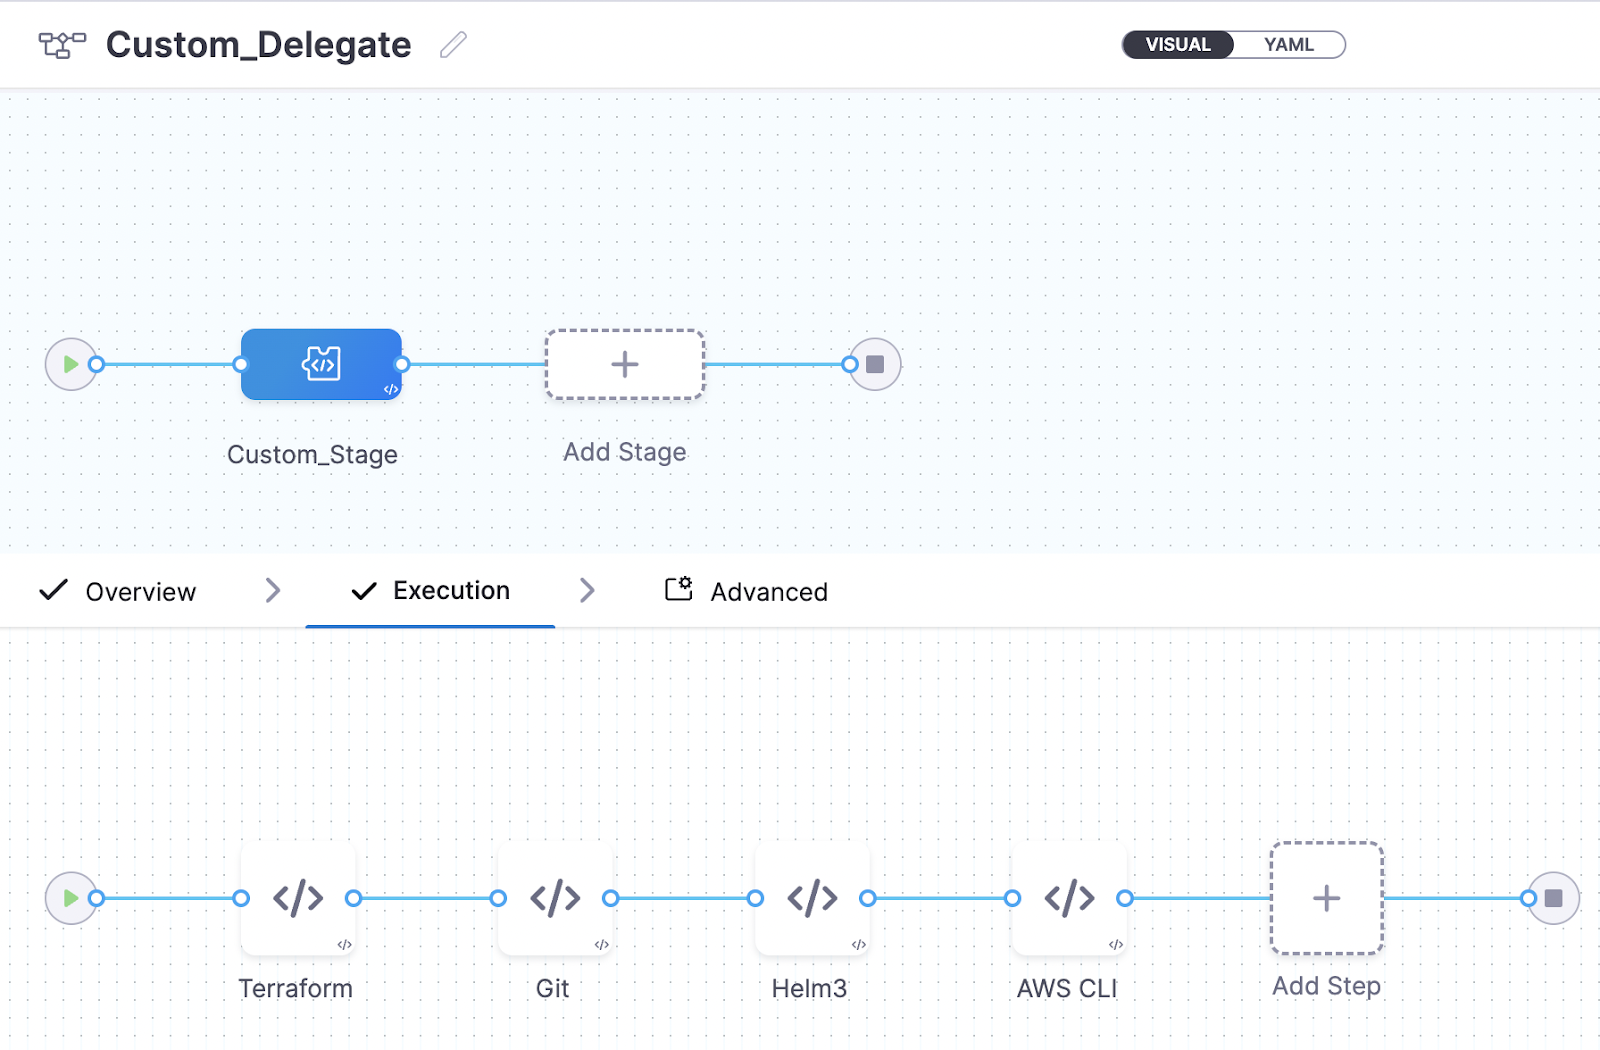 Custom_Delegate
VISUAL YAML
Custom_Stage
Add Stage
Overview
Execution
Advanced
Terraform
Git
Helm3
AWS CLI
Add Step